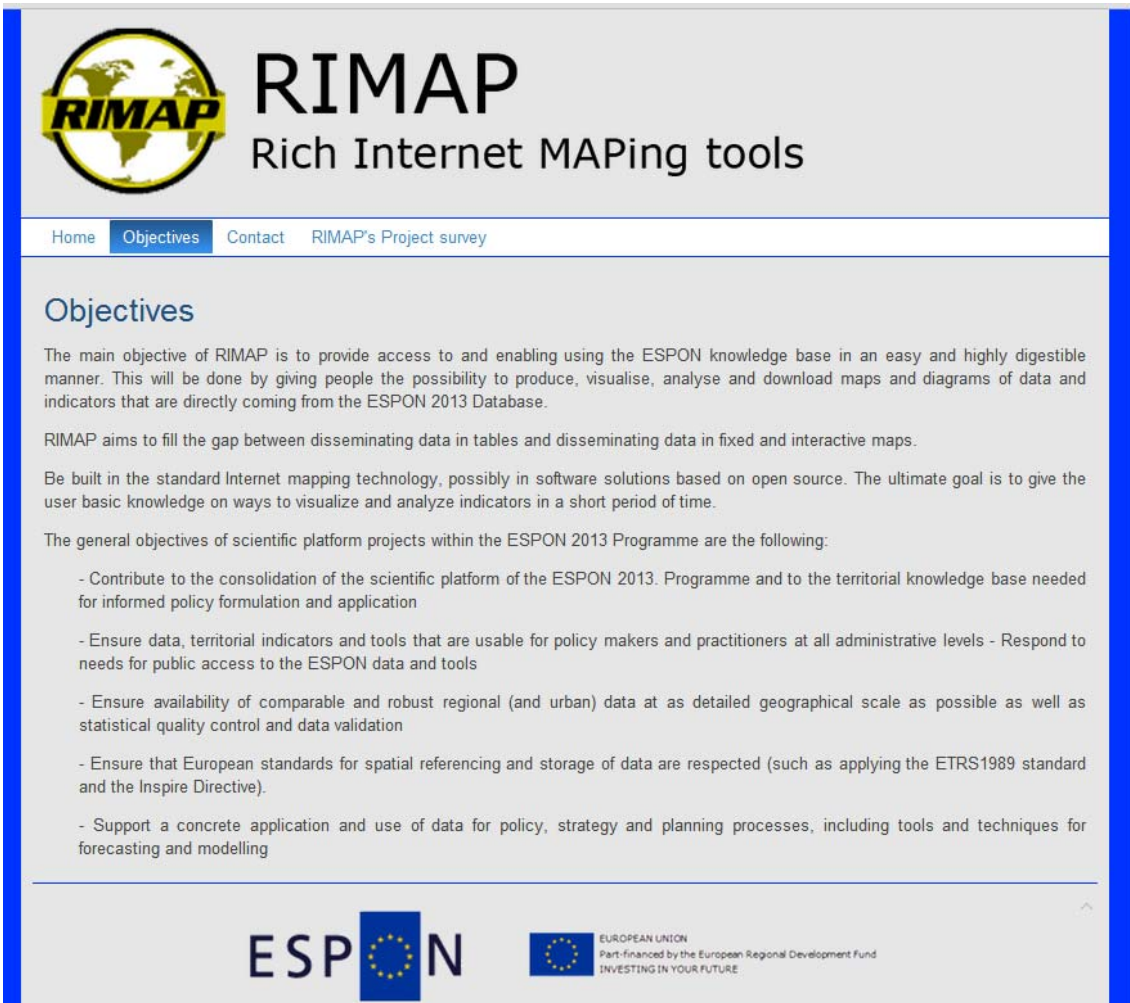 RIMAP
RIMAP
Rich Internet MAPing tools
Home Objectives Contact RIMAP's Project survey
Objectives
The main objective of RIMAP is to provide access to and enabling using the ESPON knowledge base in an easy and highly digestible
manner. This will be done by giving people the possibility to produce, visualise, analyse and download maps and diagrams of data and
indicators that are directly coming from the ESPON 2013 Database.
RIMAP aims to fill the gap between disseminating data in tables and disseminating data in fixed and interactive maps.
Be built in the standard Internet mapping technology, possibly in software solutions based on open source. The ultimate goal is to give the
user basic knowledge on ways to visualize and analyze indicators in a short period of time.
The general objectives of scientific platform projects within the ESPON 2013 Programme are the following:
- Contribute to the consolidation of the scientific platform of the ESPON 2013. Programme and to the territorial knowledge base needed
for informed policy formulation and application
- Ensure data, territorial indicators and tools that are usable for policy makers and practitioners at all administrative levels - Respond to
needs for public access to the ESPON data and tools
- Ensure availability of comparable and robust regional (and urban) data at as detailed geographical scale as possible as well as
statistical quality control and data validation
- Ensure that European standards for spatial referencing and storage of data are respected (such as applying the ETRS1989 standard
and the Inspire Directive).
- Support a concrete application and use of data for policy, strategy and planning processes, including tools and techniques for
forecasting and modelling
ESPON
EUROPEAN UNION
Part-financed by the European Regional Development Fund
INVESTING IN YOUR FUTURE